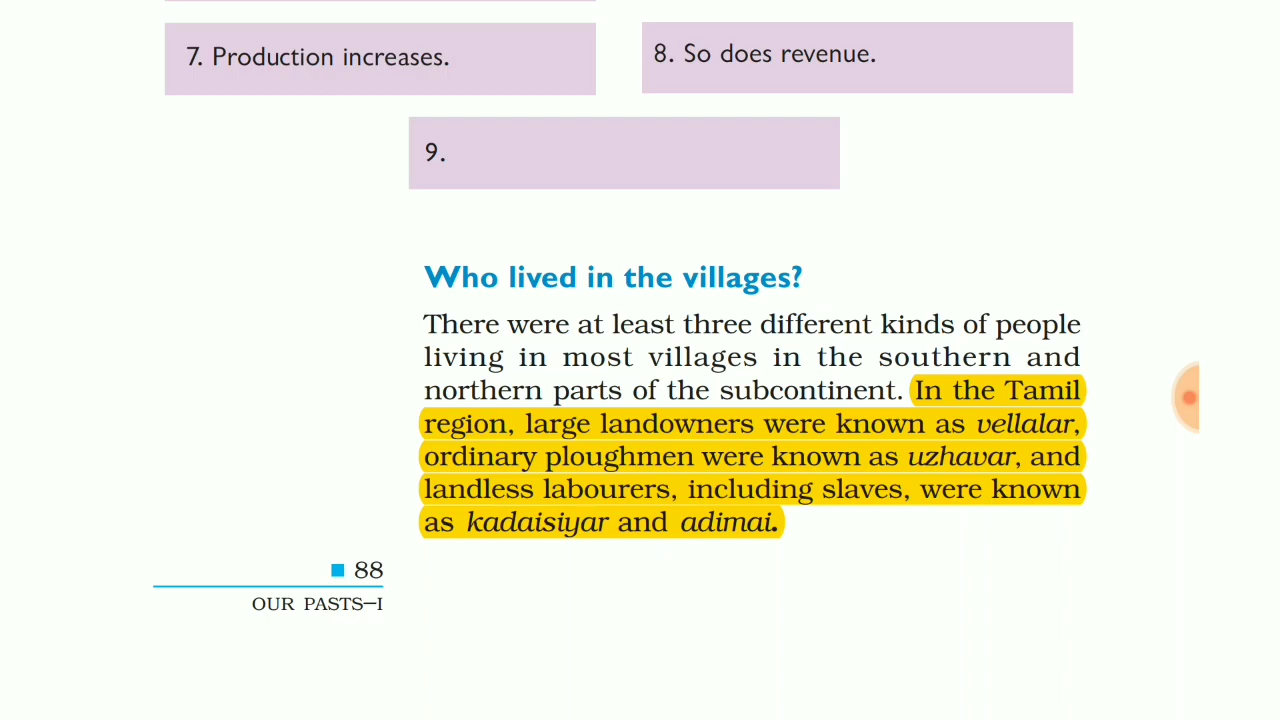 7. Production increases.
8. So does revenue.
9.
Who lived in the villages?
There were at least three different kinds of people
living in most villages in the southern and
northern parts of the subcontinent. In the Tamil
region, large landowners were known as vellalar,
ordinary ploughmen were known as uzhavar, and
landless labourers, including slaves, were known
as kadaisiyar and adimai.
88
OUR PASTS–I